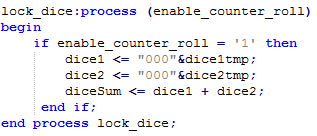 lock_dice:process (enable_counter_roll)
begin
if enable_counter_roll = '1' then
dice1 <= "000"&dice1tmp;
dice2 <= "000"&dice2tmp;
diceSum <= dice1 + dice2;
end if;
end process lock_dice;